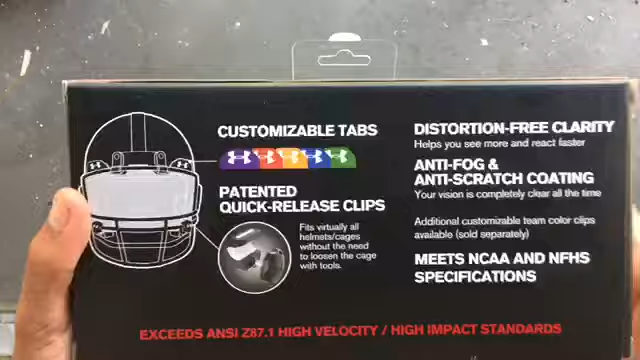 CUSTOMIZABLE TABS
PATENTED
QUICK-RELEASE CLIPS
Fits virtually all
helmets/cages
without the need
to loosen the cage
with tools.
DISTORTION-FREE CLARITY
Helps you see more and react faster
ANTI-FOG &
ANTI-SCRATCH COATING
Your vision is completely clear all the time
Additional customizable team color clips
available (sold separately)
MEETS NCAA AND NFHS
SPECIFICATIONS
EXCEEDS ANSI Z87.1 HIGH VELOCITY / HIGH IMPACT STANDARDS